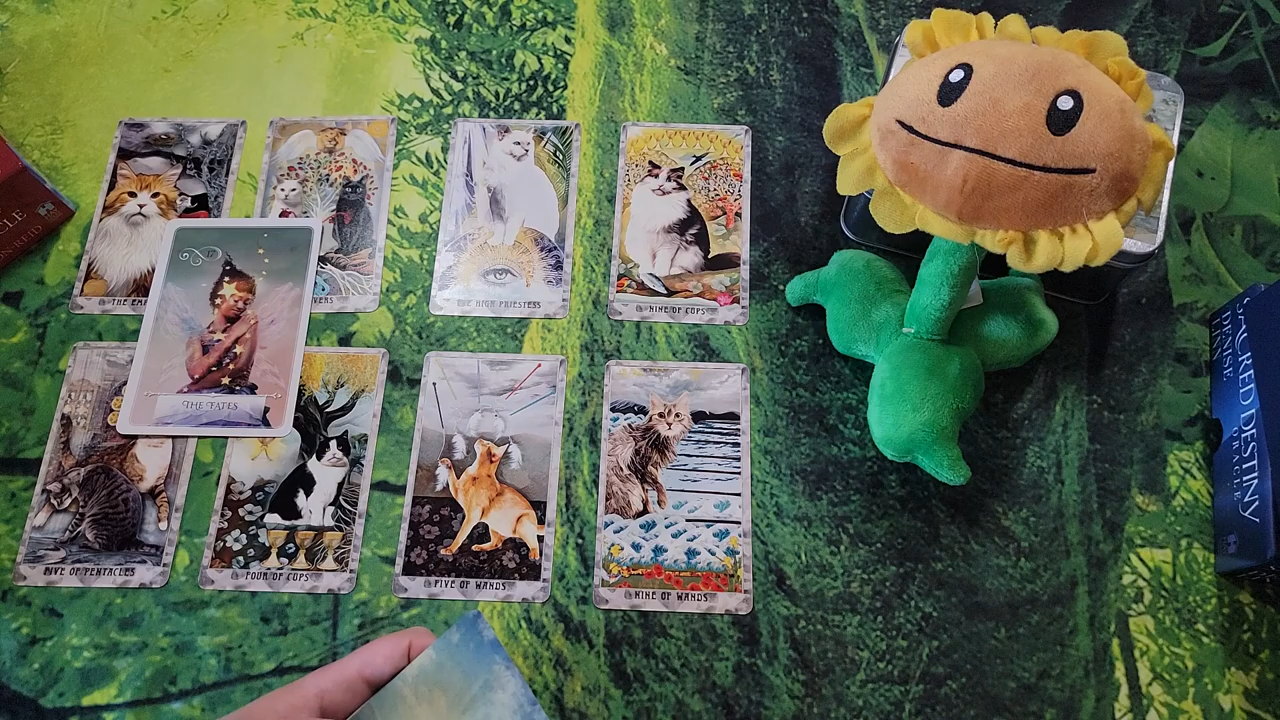 THE EMP
VERS
THE HIGH PRIESTESS
NINE OF CUPS
THE FATES
FIVE OF PENTACLES
FOUR OF CUPS
FIVE OF WANDS
NINE OF WANDS
CLE
SACRED DESTINY
ORACLE
DENISE
LINN